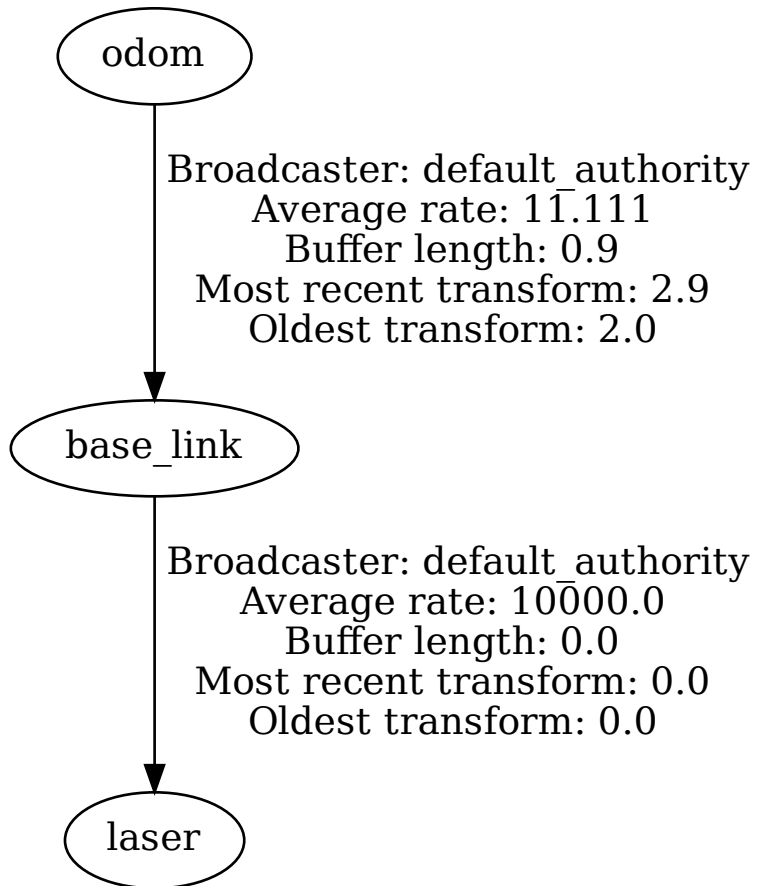 odom
Broadcaster: default_authority
Average rate: 11.111
Buffer length: 0.9
Most recent transform: 2.9
Oldest transform: 2.0
base_link
Broadcaster: default_authority
Average rate: 10000.0
Buffer length: 0.0
Most recent transform: 0.0
Oldest transform: 0.0
laser